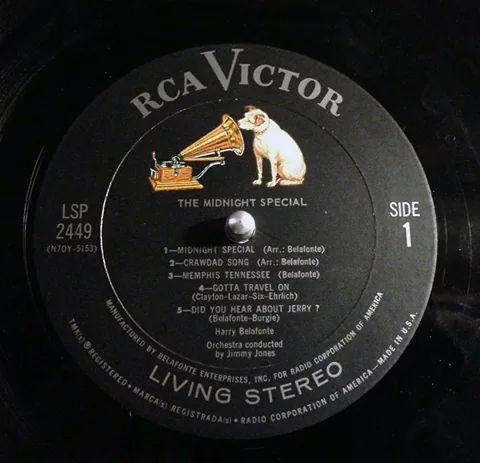 RCA VICTOR
THE MIDNIGHT SPECIAL
LSP
2449
(N7OY-5153)
SIDE
1
1—MIDNIGHT SPECIAL (Arr.: Belafonte)
2—CRAWDAD SONG (Arr.: Belafonte)
3—MEMPHIS TENNESSEE (Belafonte)
4—GOTTA TRAVEL ON
(Clayton-Lazar-Six-Ehrlich)
5—DID YOU HEAR ABOUT JERRY ?
(Belafonte-Burgie)
Harry Belafonte
Orchestra conducted
by Jimmy Jones
MANUFACTURED BY BELAFONTE ENTERPRISES, INC. FOR RADIO CORPORATION OF AMERICA
LIVING STEREO
TMK(s) ® REGISTERED • MARCA(s) REGISTRADA(s) • RADIO CORPORATION OF AMERICA—MADE IN U.S.A.